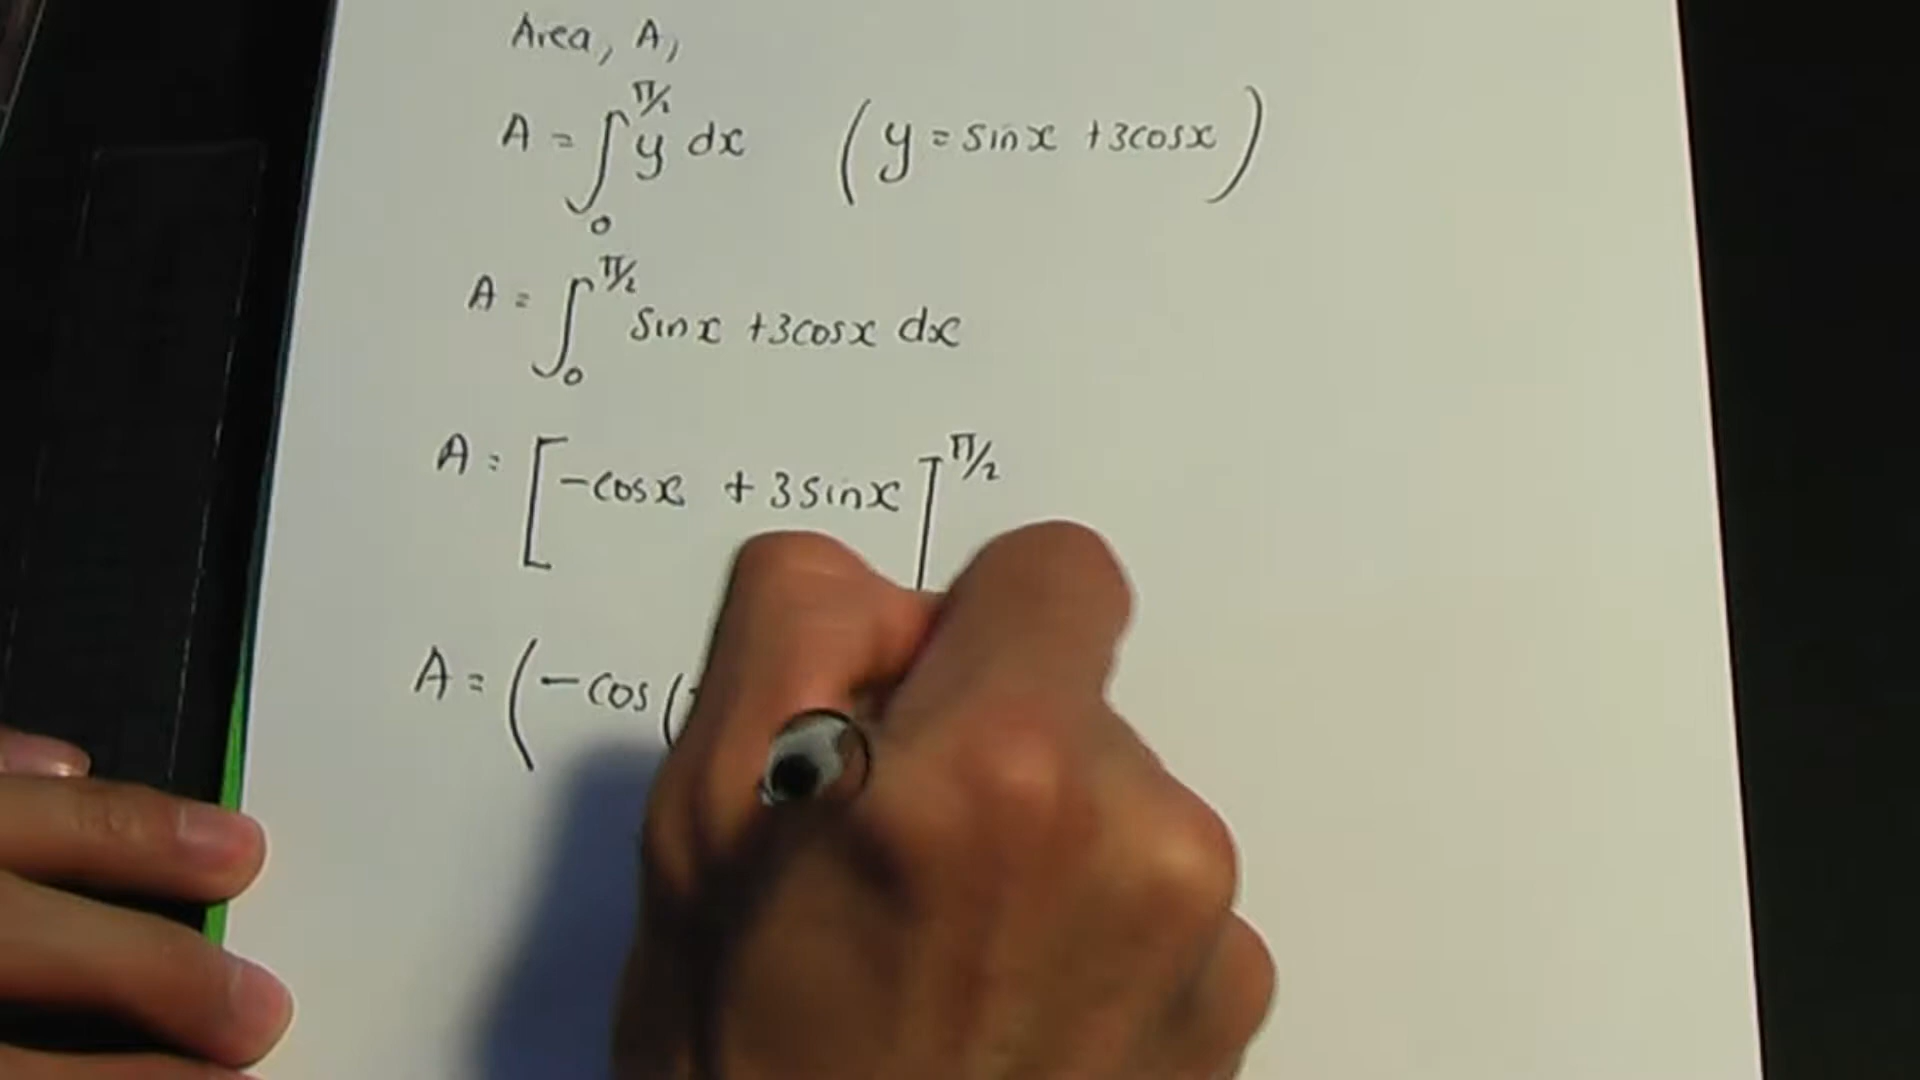 Area, A,
A = ∫₀^π/2 y dx (y = sinx + 3cosx)
A = ∫₀^π/2 sinx + 3cosx dx
A = [-cosx + 3sinx]^π/2
A = (-cos(